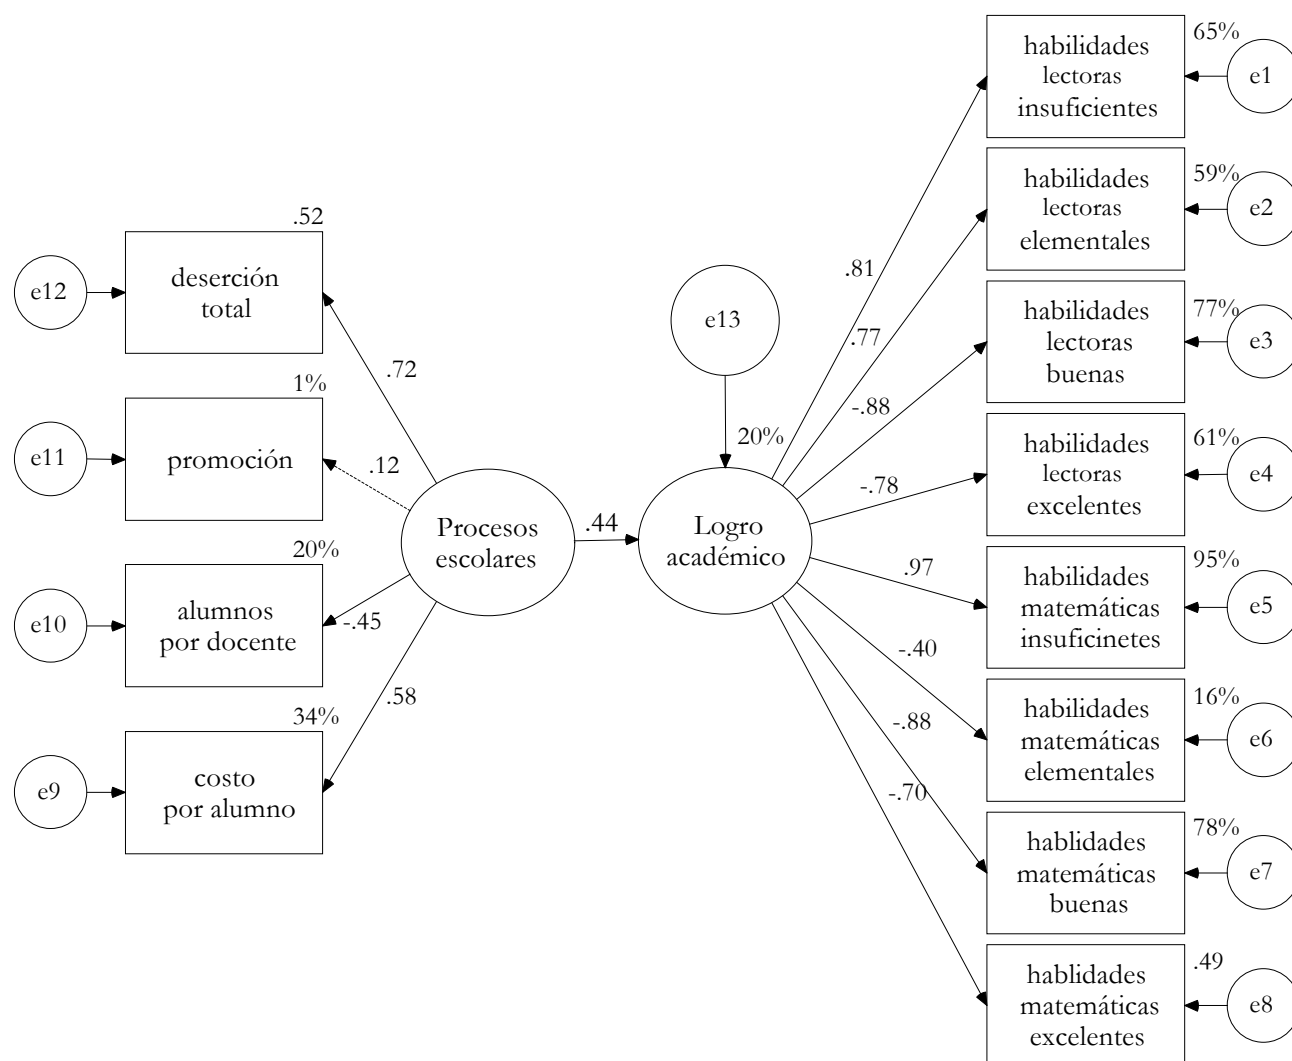 65%
habilidades
lectoras
insuficientes
e1
59%
habilidades
lectoras
elementales
e2
.52
deserción
total
e12
.81
e13
77%
habilidades
lectoras
buenas
e3
.77
.72
-.88
1%
promoción
e11
.12
20%
61%
habilidades
lectoras
excelentes
e4
-.78
Procesos
escolares
.44
Logro
académico
20%
alumnos
por docente
e10
-.45
.97
95%
habilidades
matemáticas
insuficinetes
e5
-.40
.58
16%
habilidades
matemáticas
elementales
e6
-.88
34%
costo
por alumno
e9
-.70
78%
hablidades
matemáticas
buenas
e7
.49
hablidades
matemáticas
excelentes
e8